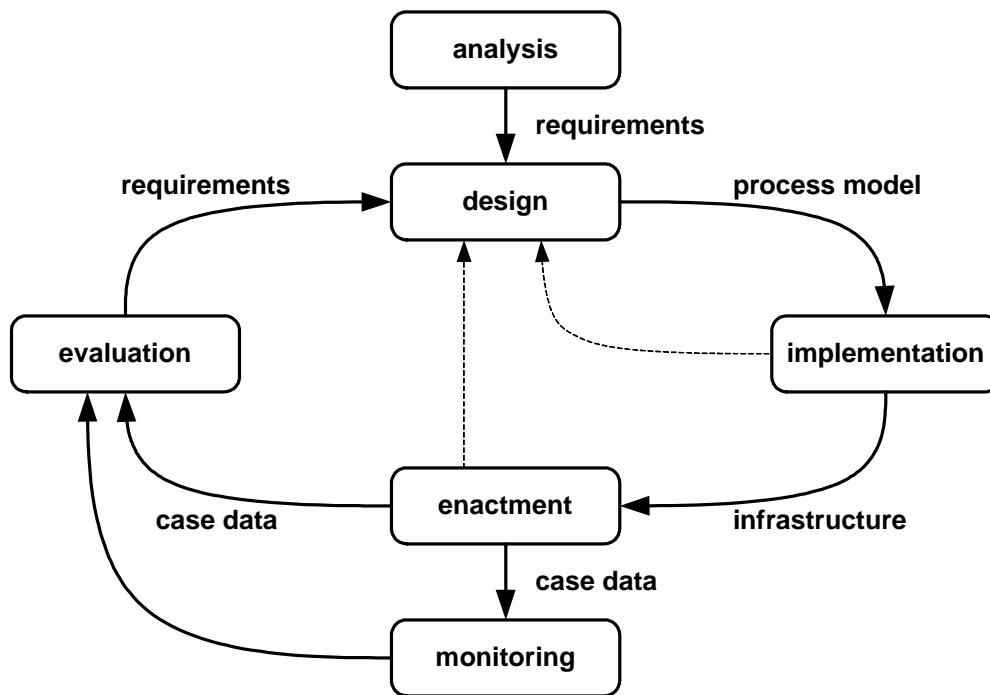 analysis
requirements
requirements
process model
design
evaluation
implementation
case data
enactment
infrastructure
case data
monitoring